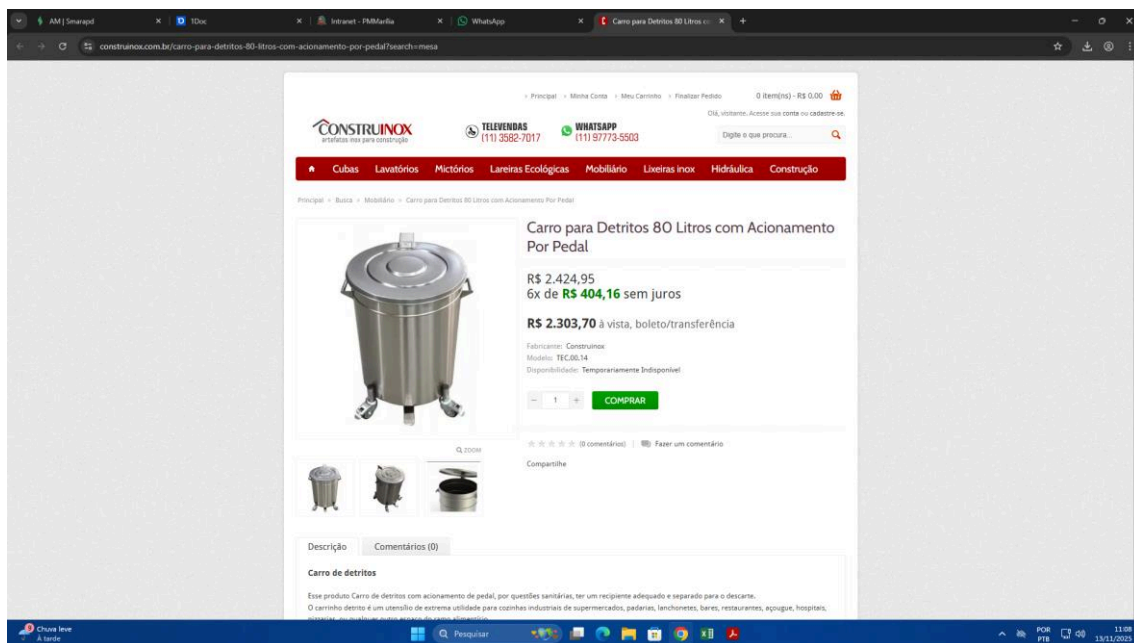 AM | Smarapd
1Doc
Intranet - PMMarília
WhatsApp
Carro para Detritos 80 Litros co
construinox.com.br/carro-para-detritos-80-litros-com-acionamento-por-pedal?search=mesa
Principal
Minha Conta
Meu Carrinho
Finalizar Pedido
0 item(ns) - R$ 0,00
Olá, visitante. Acesse sua conta ou cadastre-se.
CONSTRUINOX
artefatos inox para construção
TELEVENDAS
(11) 3582-7017
WHATSAPP
(11) 97773-5503
Digite o que procura...
Cubas Lavatórios Mictórios Lareiras Ecológicas Mobiliário Lixeiras inox Hidráulica Construção
Principal » Busca » Mobiliário » Carro para Detritos 80 Litros com Acionamento Por Pedal
Carro para Detritos 80 Litros com Acionamento
Por Pedal
R$ 2.424,95
6x de R$ 404,16 sem juros
R$ 2.303,70 à vista, boleto/transferência
Fabricante: Construinox
Modelo: TEC.00.14
Disponibilidade: Temporariamente Indisponível
- 1 +
COMPRAR
(0 comentários) | Fazer um comentário
ZOOM
Compartilhe
Descrição
Comentários (0)
Carro de detritos
Esse produto Carro de detritos com acionamento de pedal, por questões sanitárias, ter um recipiente adequado e separado para o descarte.
O carrinho detrito é um utensílio de extrema utilidade para cozinhas industriais de supermercados, padarias, lanchonetes, bares, restaurantes, açougue, hospitais,
pizzarias, ou qualquer outro espaço do ramo alimentício.
Chuva leve
À tarde
Pesquisar
POR
PTB
11:08
13/11/2025